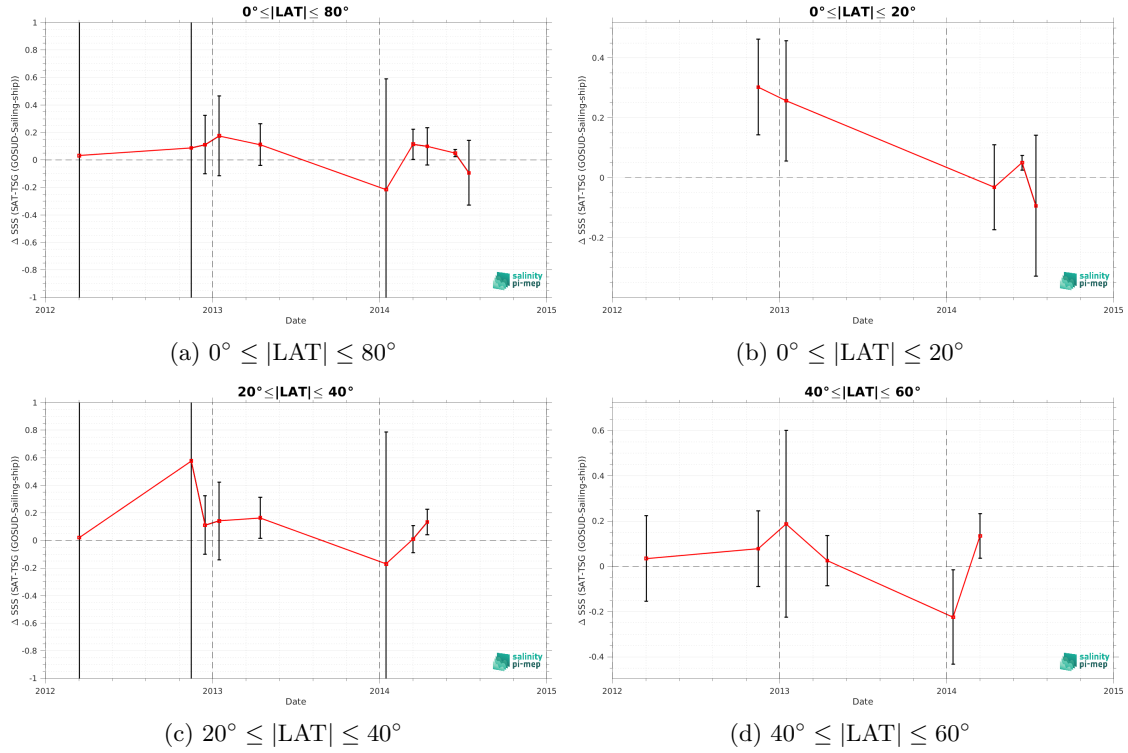 0°≤|LAT|≤ 80°
Δ SSS (SAT-TSG (GOSUD-Sailing-ship))
1
0.8
0.6
0.4
0.2
0
-0.2
-0.4
-0.6
-0.8
-1
2012
2013
2014
2015
Date
salinity
pi-mep
(a) 0° ≤ |LAT| ≤ 80°
0°≤|LAT|≤ 20°
Δ SSS (SAT-TSG (GOSUD-Sailing-ship))
0.4
0.2
0
-0.2
2012
2013
2014
2015
Date
salinity
pi-mep
(b) 0° ≤ |LAT| ≤ 20°
20°≤|LAT|≤ 40°
Δ SSS (SAT-TSG (GOSUD-Sailing-ship))
1
0.8
0.6
0.4
0.2
0
-0.2
-0.4
-0.6
-0.8
-1
2012
2013
2014
2015
Date
salinity
pi-mep
(c) 20° ≤ |LAT| ≤ 40°
40°≤|LAT|≤ 60°
Δ SSS (SAT-TSG (GOSUD-Sailing-ship))
0.6
0.4
0.2
0
-0.2
-0.4
2012
2013
2014
2015
Date
salinity
pi-mep
(d) 40° ≤ |LAT| ≤ 60°